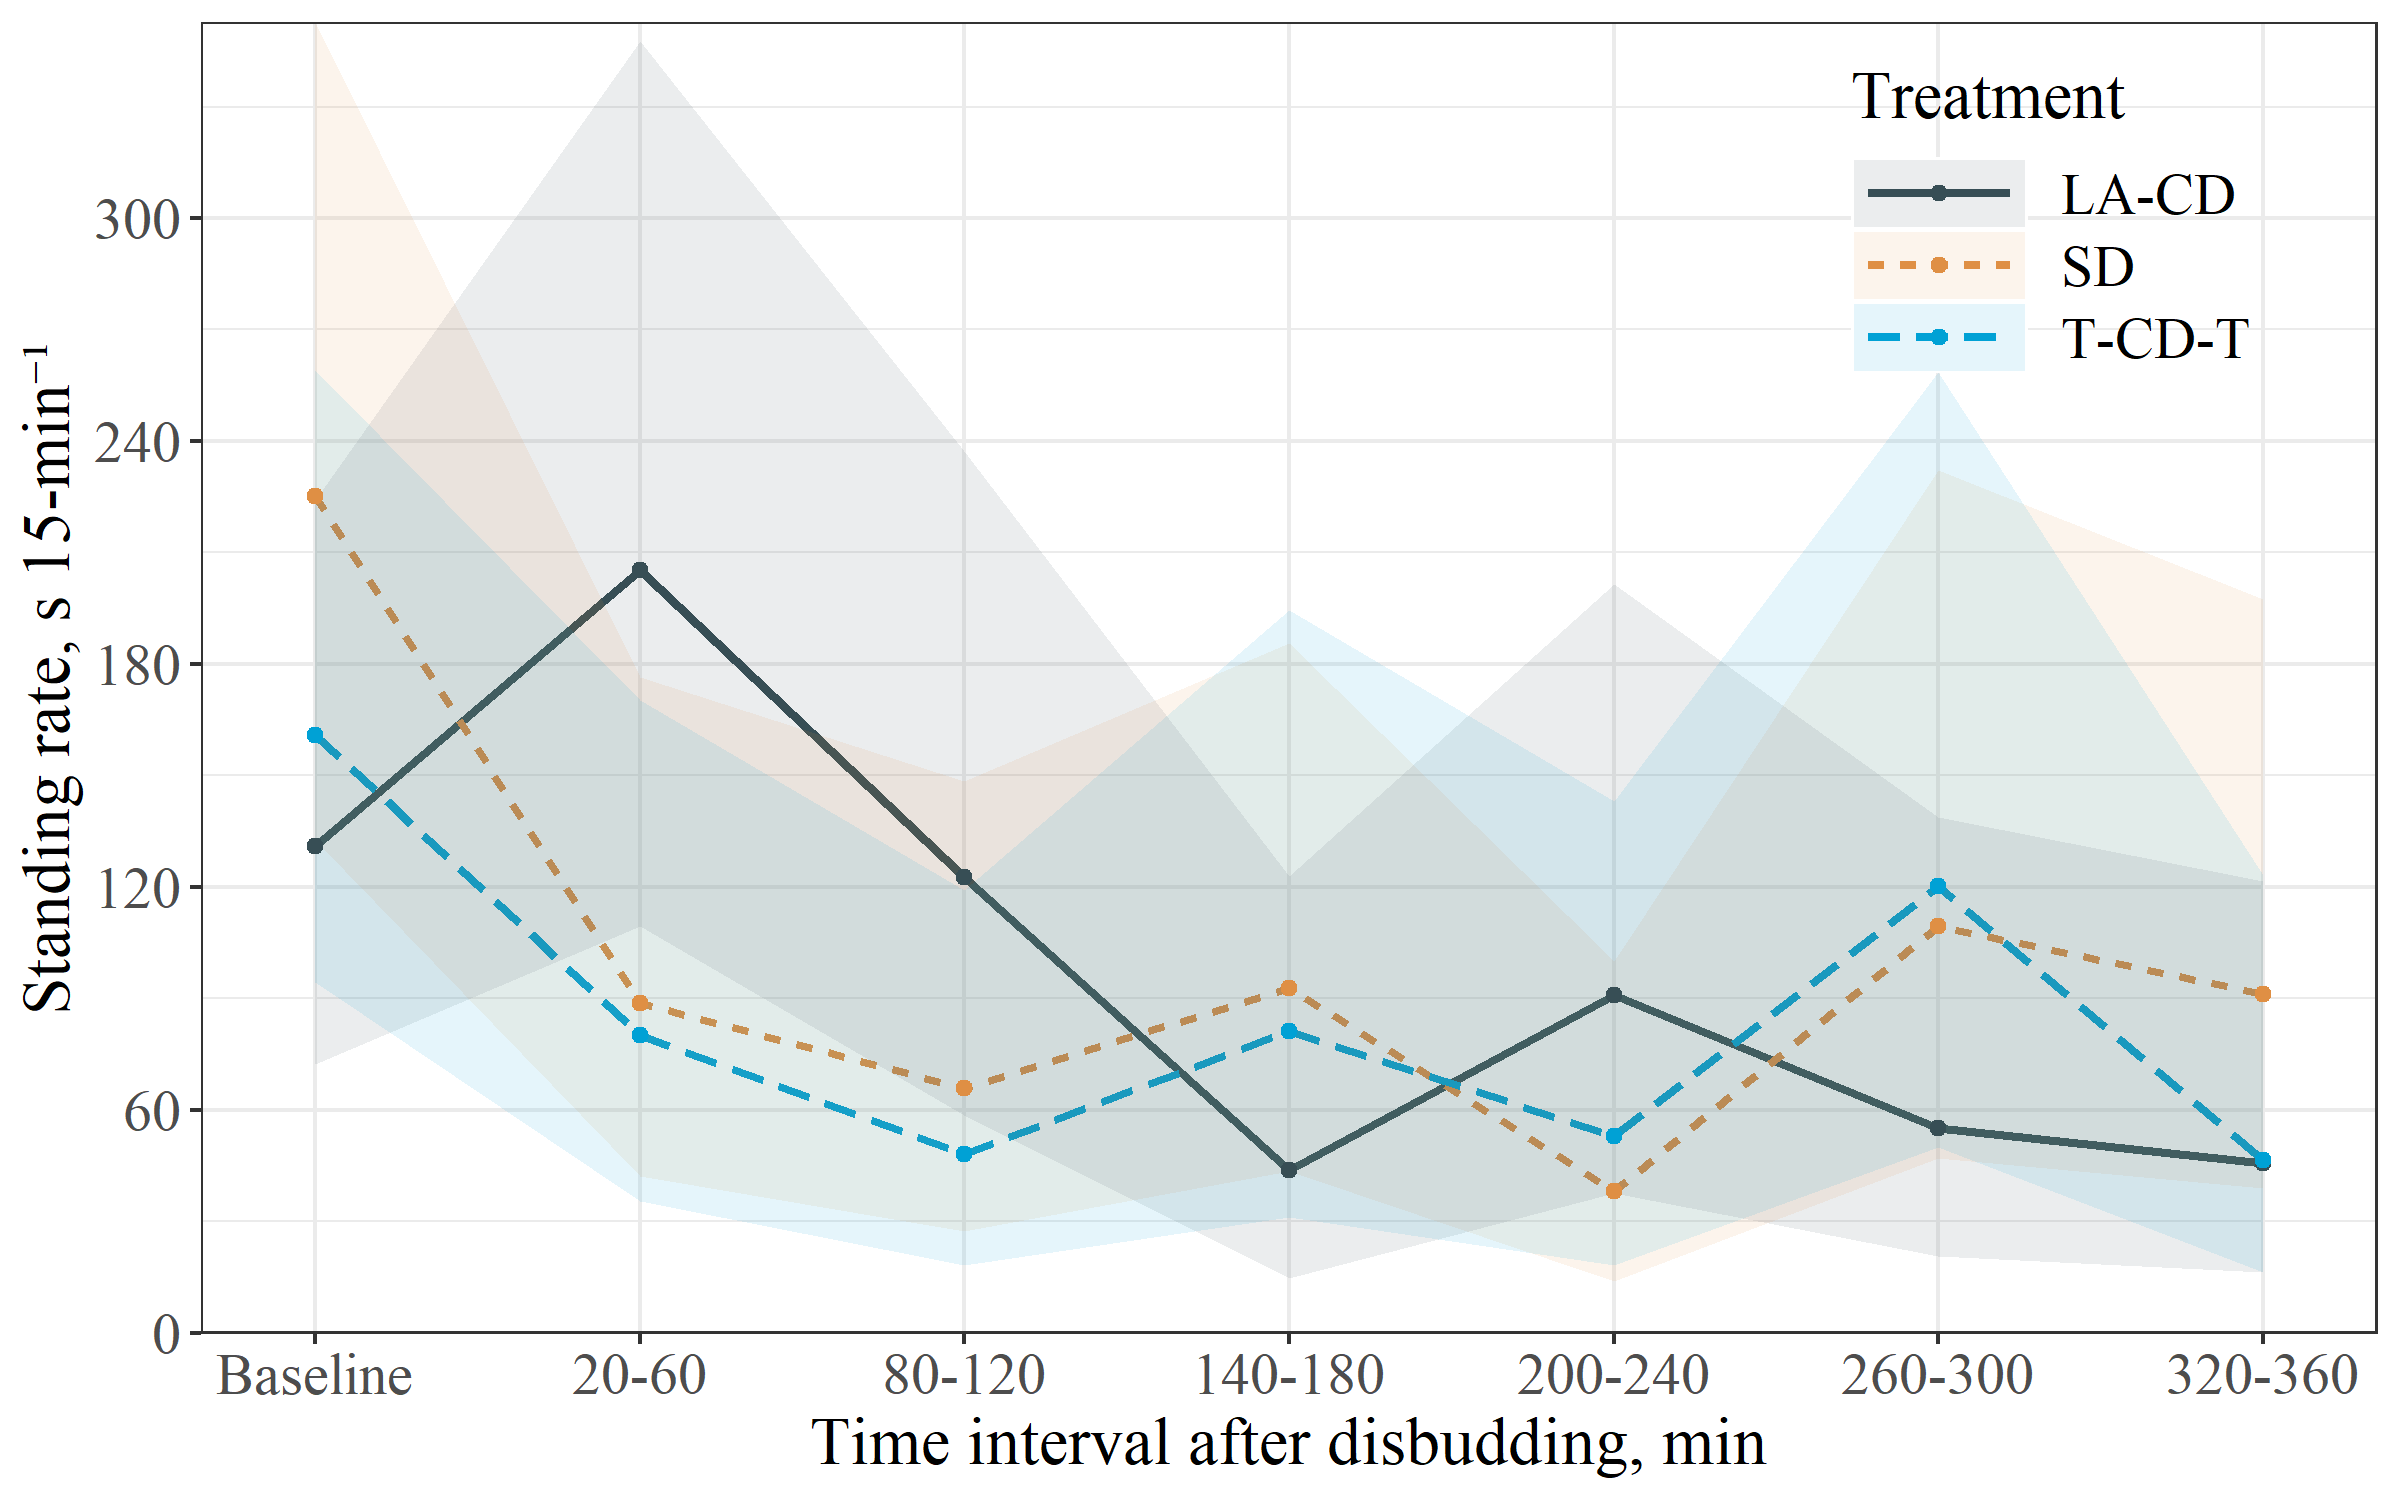 Treatment
LA-CD
SD
T-CD-T
Standing rate, s 15-min⁻¹
300
240
180
120
60
0
Baseline 20-60 80-120 140-180 200-240 260-300 320-360
Time interval after disbudding, min